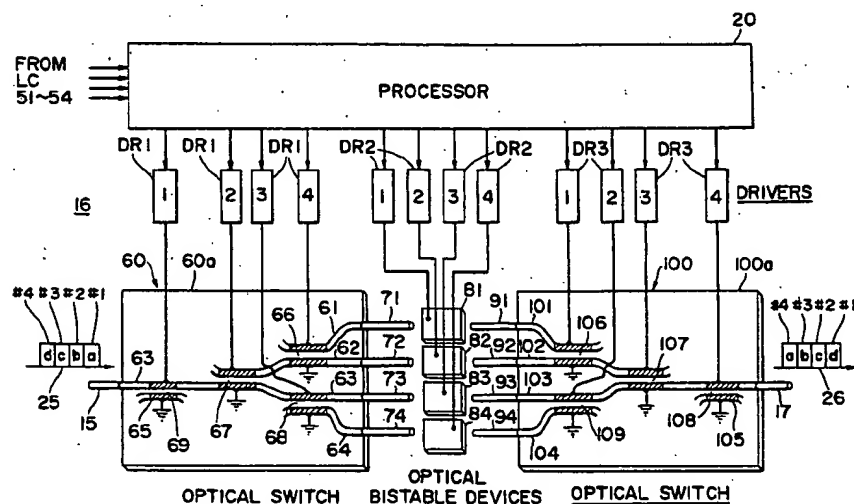 20
FROM
LC
51~54
PROCESSOR
DR1 DR1 DR1 DR2 DR2 DR3 DR3
16
1 2 3 4 1 2 3 4 1 2 3 4
DRIVERS
60 60a 81 100 100a
#4 #3 #2 #1
d c b a
66 61 71 91 101
62 72 82 92 102 106
#4 #3 #2 #1
a b c d
63 63 73 83 93 103 107
25 15 65 69 67 68 64 74 84 94 104 109 108 105 17 26
OPTICAL SWITCH
OPTICAL
BISTABLE DEVICES
OPTICAL SWITCH